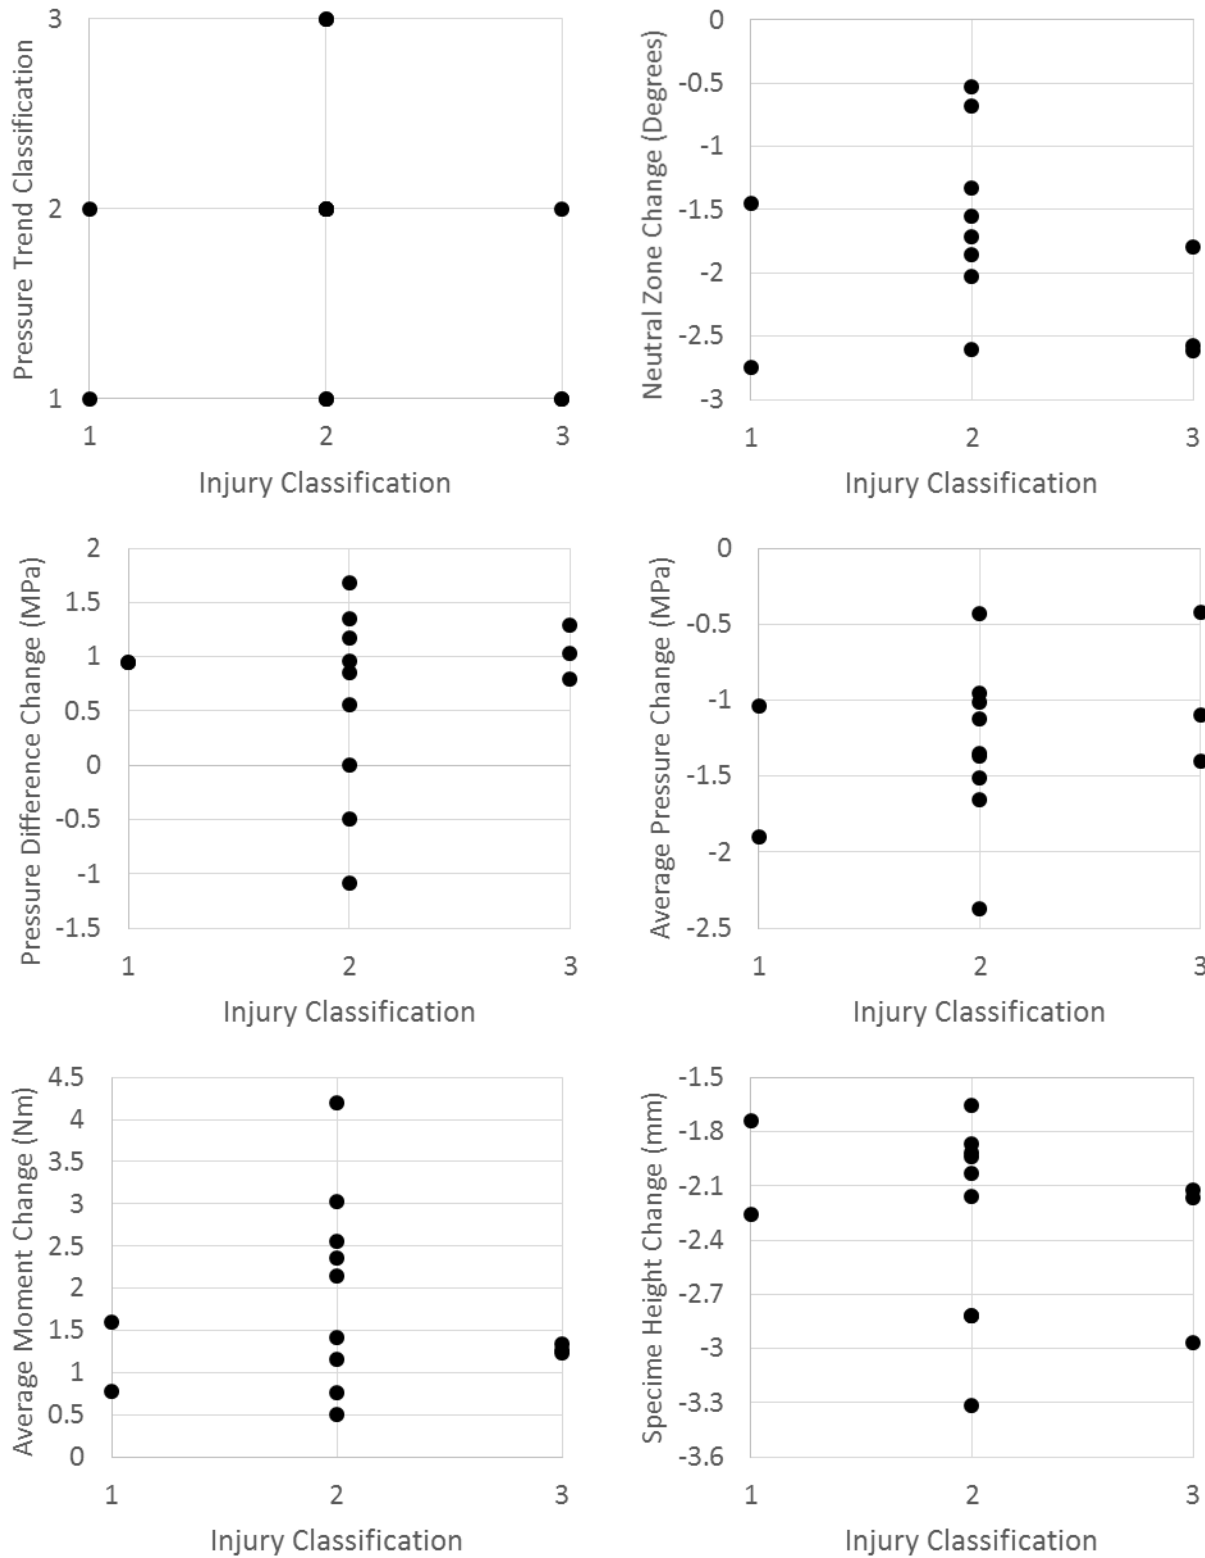 Pressure Trend Classification
3
2
1
1 2 3
Injury Classification
Neutral Zone Change (Degrees)
0
-0.5
-1
-1.5
-2
-2.5
-3
1 2 3
Injury Classification
Pressure Difference Change (MPa)
2
1.5
1
0.5
0
-0.5
-1
-1.5
1 2 3
Injury Classification
Average Pressure Change (MPa)
0
-0.5
-1
-1.5
-2
-2.5
1 2 3
Injury Classification
Average Moment Change (Nm)
4.5
4
3.5
3
2.5
2
1.5
1
0.5
0
1 2 3
Injury Classification
Specime Height Change (mm)
-1.5
-1.8
-2.1
-2.4
-2.7
-3
-3.3
-3.6
1 2 3
Injury Classification